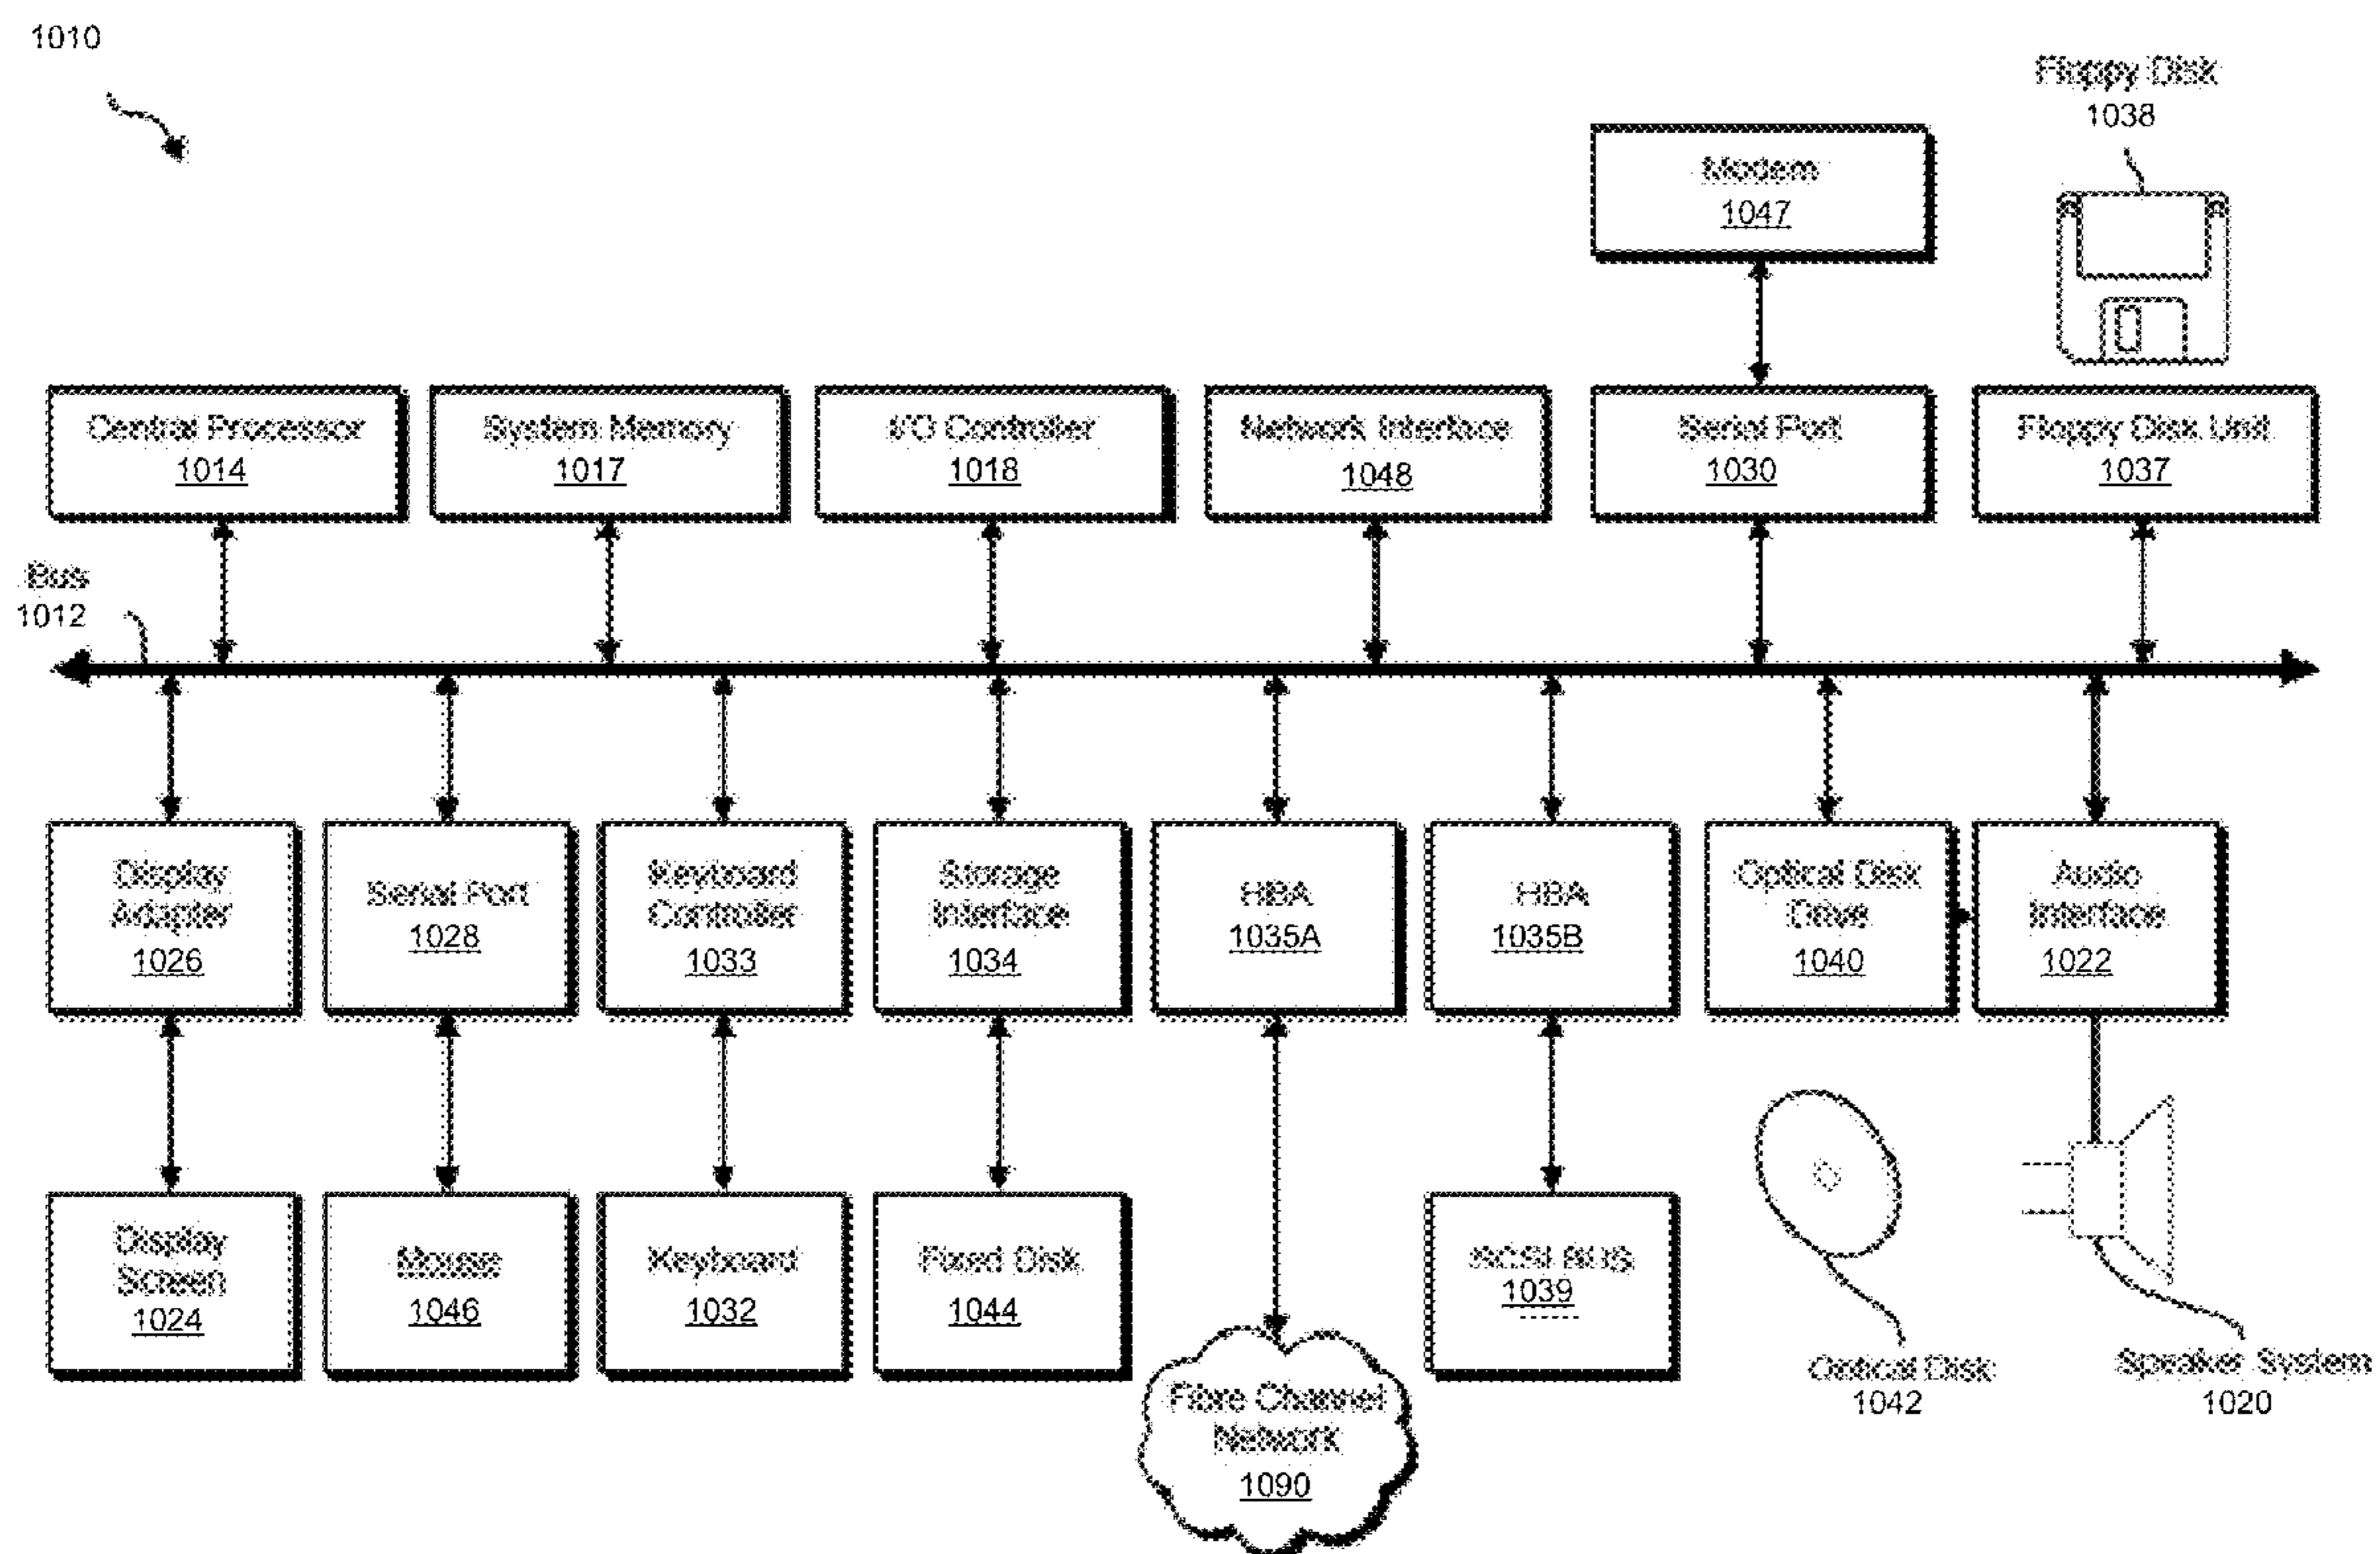 1010
Floppy Disk
1038
Modem
1047
Central Processor
1014
System Memory
1017
I/O Controller
1018
Network Interface
1048
Serial Port
1030
Floppy Disk Unit
1037
Bus
1012
Display
Adapter
1026
Serial Port
1028
Keyboard
Controller
1033
Storage
Interface
1034
HBA
1035A
HBA
1035B
Optical Disk
Drive
1040
Audio
Interface
1022
Display
Screen
1024
Mouse
1046
Keyboard
1032
Fixed Disk
1044
Fibre Channel
Network
1090
SCSI BUS
1039
Optical Disk
1042
Speaker System
1020